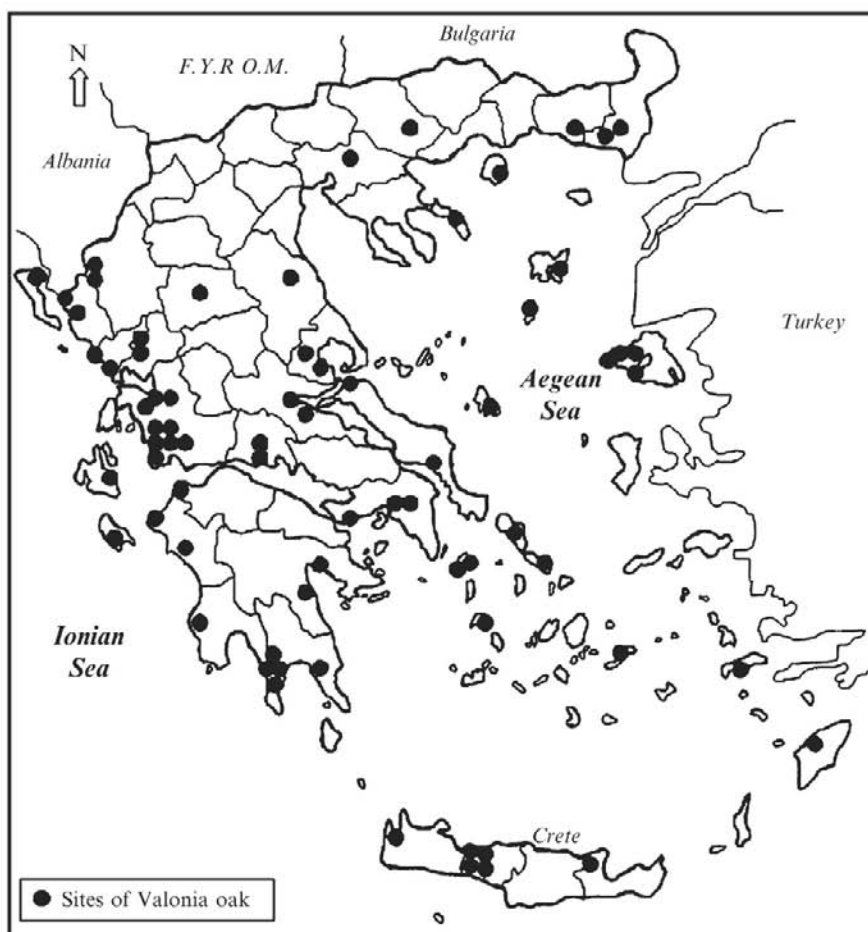 Bulgaria
N
F.Y.R O.M.
Albania
Turkey
Aegean
Sea
Ionian
Sea
Crete
Sites of Valonia oak